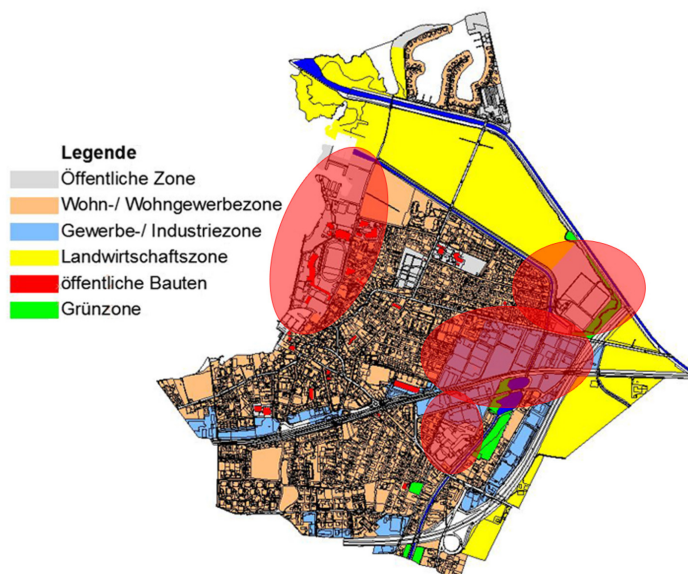 Legende
Öffentliche Zone
Wohn-/ Wohngewerbezone
Gewerbe-/ Industriezone
Landwirtschaftszone
öffentliche Bauten
Grünzone